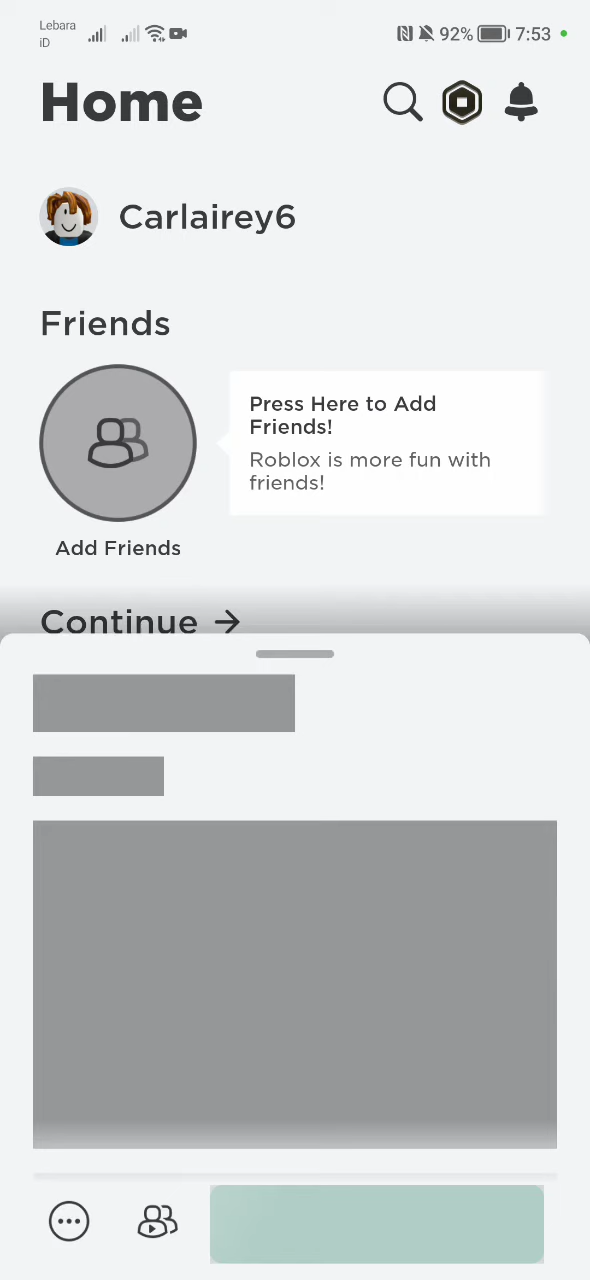 Lebara
iD
92% 7:53
Home
Carlairey6
Friends
Press Here to Add
Friends!
Roblox is more fun with
friends!
Add Friends
Continue →